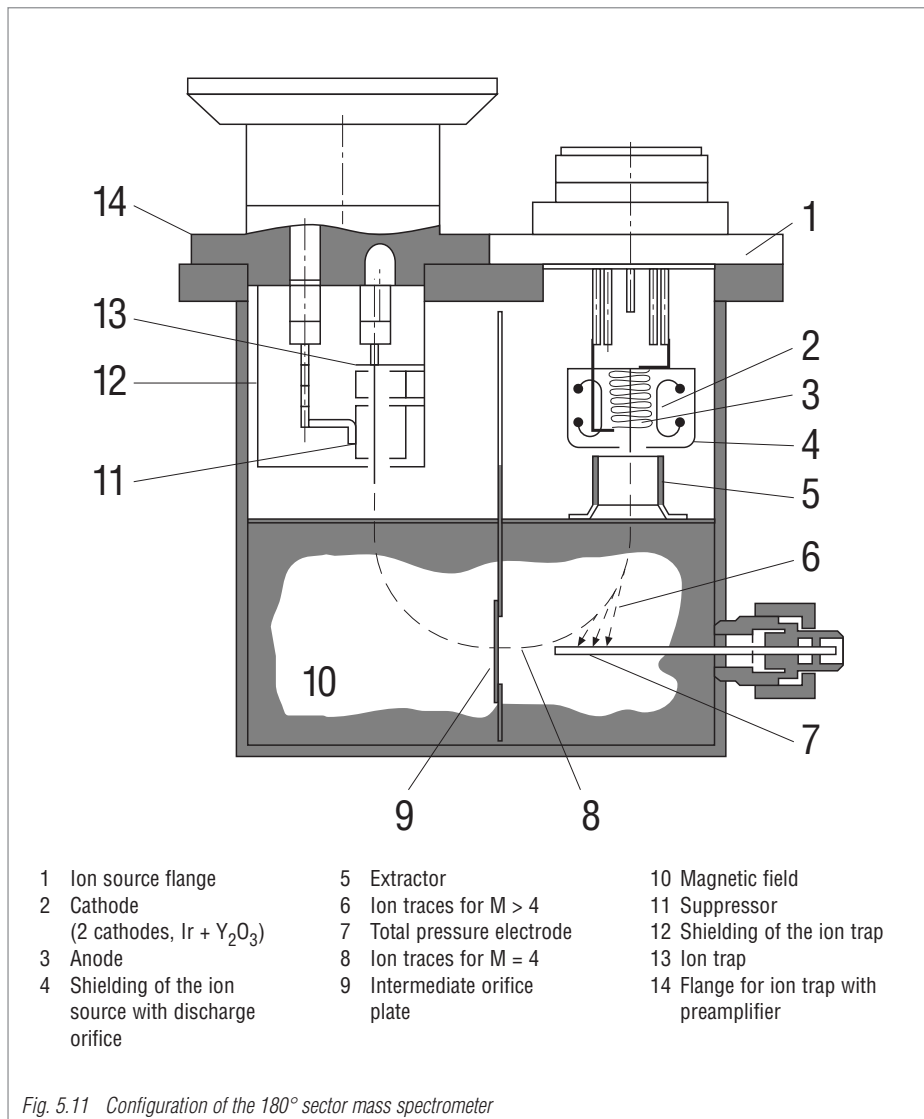 14
1
13
2
12
3
4
11
5
6
10
7
9
8
1 Ion source flange
2 Cathode
(2 cathodes, Ir + Y₂O₃)
3 Anode
4 Shielding of the ion
source with discharge
orifice
5 Extractor
6 Ion traces for M > 4
7 Total pressure electrode
8 Ion traces for M = 4
9 Intermediate orifice
plate
10 Magnetic field
11 Suppressor
12 Shielding of the ion trap
13 Ion trap
14 Flange for ion trap with
preamplifier
Fig. 5.11 Configuration of the 180° sector mass spectrometer